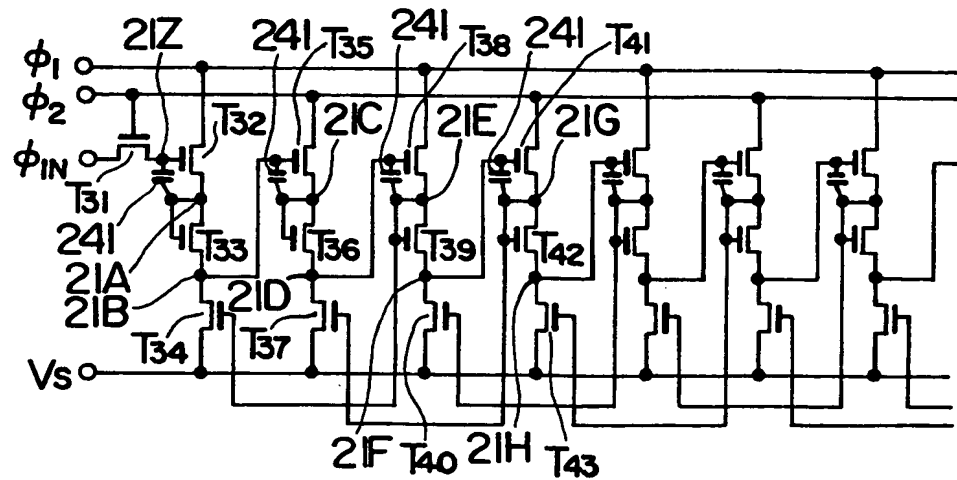 21Z 241 T35 241 T38 241 T41
ϕ1
ϕ2
T32 21C 21E 21G
ϕIN
T31
241 T33 T36 T39 T42
21A
21B 21D
T34 T37
Vs
21F T40 21H T43